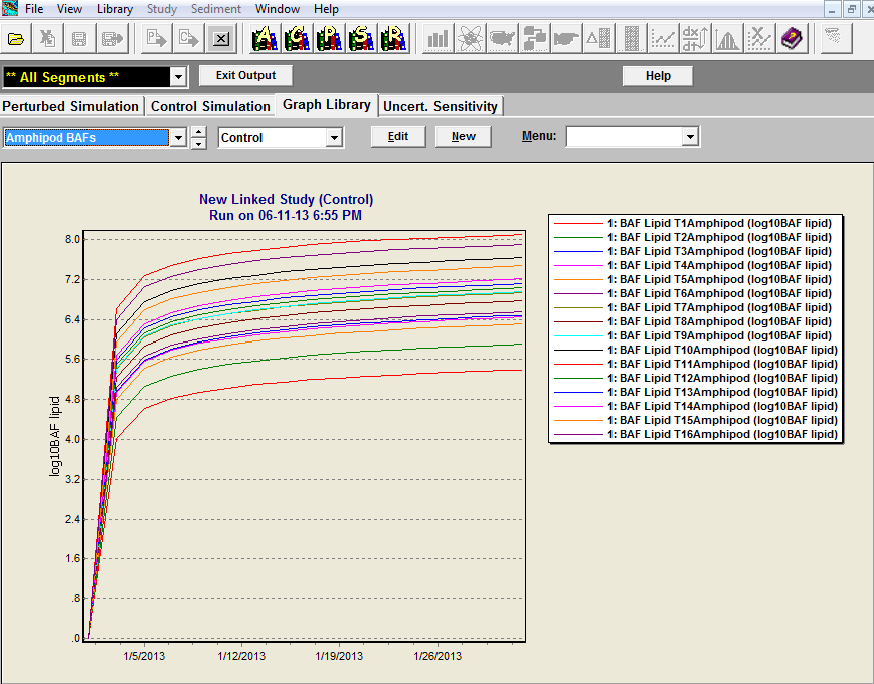 File View Library Study Sediment Window Help
P C A C P S R
** All Segments ** Exit Output Help
Perturbed Simulation Control Simulation Graph Library Uncert. Sensitivity
Amphipod BAFs Control Edit New Menu:
New Linked Study (Control)
Run on 06-11-13 6:55 PM
log10BAF lipid
8.0
7.2
6.4
5.6
4.8
4.0
3.2
2.4
1.6
.8
.0
1/5/2013 1/12/2013 1/19/2013 1/26/2013
1: BAF Lipid T1Amphipod (log10BAF lipid)
1: BAF Lipid T2Amphipod (log10BAF lipid)
1: BAF Lipid T3Amphipod (log10BAF lipid)
1: BAF Lipid T4Amphipod (log10BAF lipid)
1: BAF Lipid T5Amphipod (log10BAF lipid)
1: BAF Lipid T6Amphipod (log10BAF lipid)
1: BAF Lipid T7Amphipod (log10BAF lipid)
1: BAF Lipid T8Amphipod (log10BAF lipid)
1: BAF Lipid T9Amphipod (log10BAF lipid)
1: BAF Lipid T10Amphipod (log10BAF lipid)
1: BAF Lipid T11Amphipod (log10BAF lipid)
1: BAF Lipid T12Amphipod (log10BAF lipid)
1: BAF Lipid T13Amphipod (log10BAF lipid)
1: BAF Lipid T14Amphipod (log10BAF lipid)
1: BAF Lipid T15Amphipod (log10BAF lipid)
1: BAF Lipid T16Amphipod (log10BAF lipid)